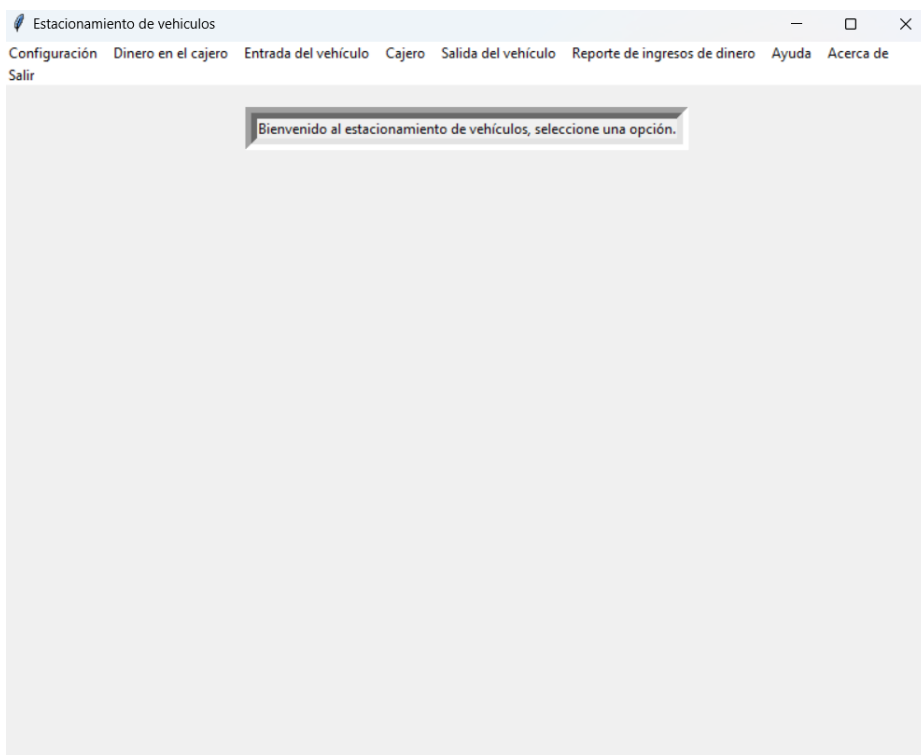 Estacionamiento de vehiculos
Configuración Dinero en el cajero Entrada del vehículo Cajero Salida del vehículo Reporte de ingresos de dinero Ayuda Acerca de
Salir
Bienvenido al estacionamiento de vehículos, seleccione una opción.